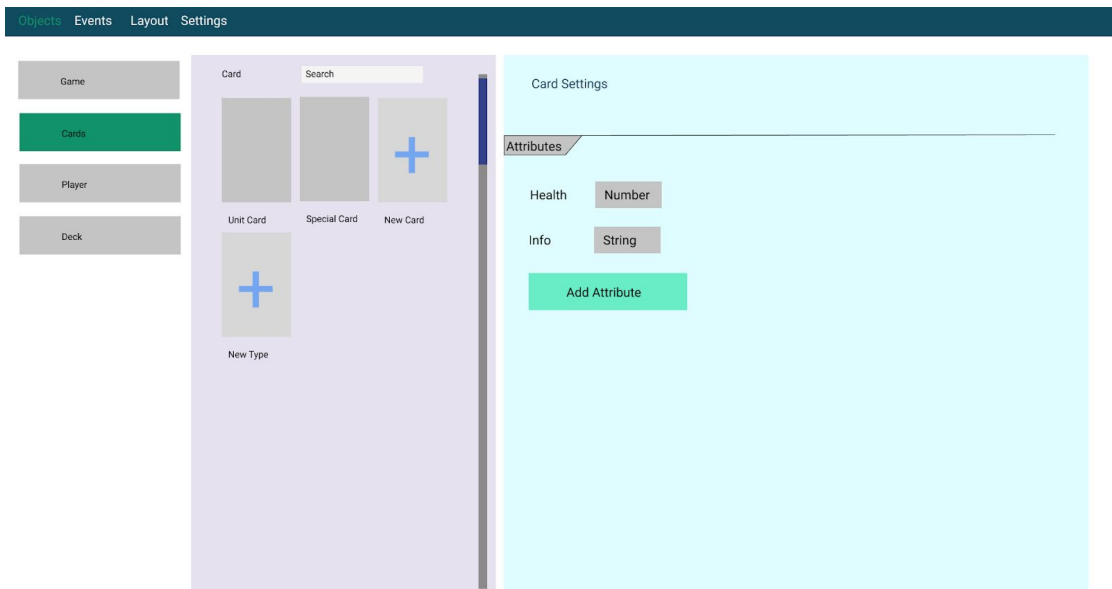 Objects Events Layout Settings
Game
Cards
Player
Deck
Card Search
Unit Card Special Card New Card
New Type
Card Settings
Attributes
Health Number
Info String
Add Attribute